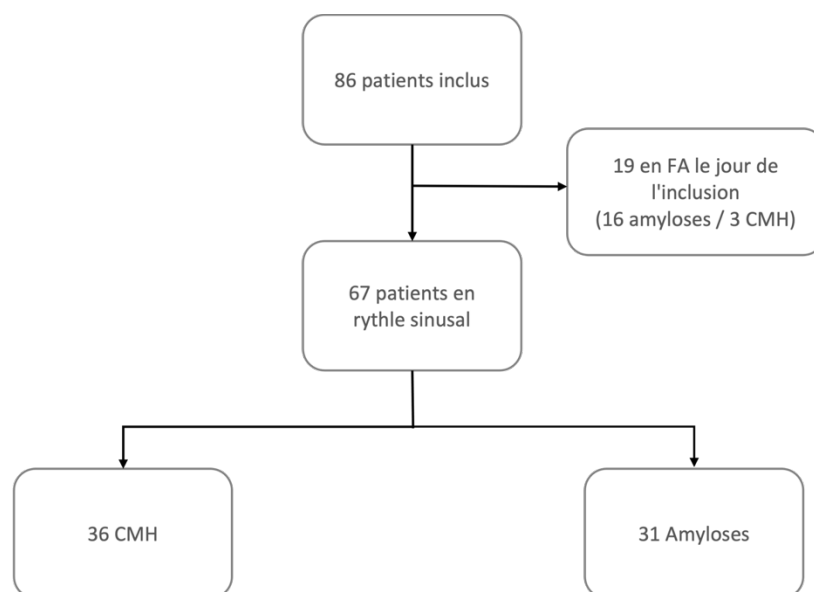 86 patients inclus
19 en FA le jour de
l'inclusion
(16 amyloses / 3 CMH)
67 patients en
rythle sinusal
36 CMH
31 Amyloses